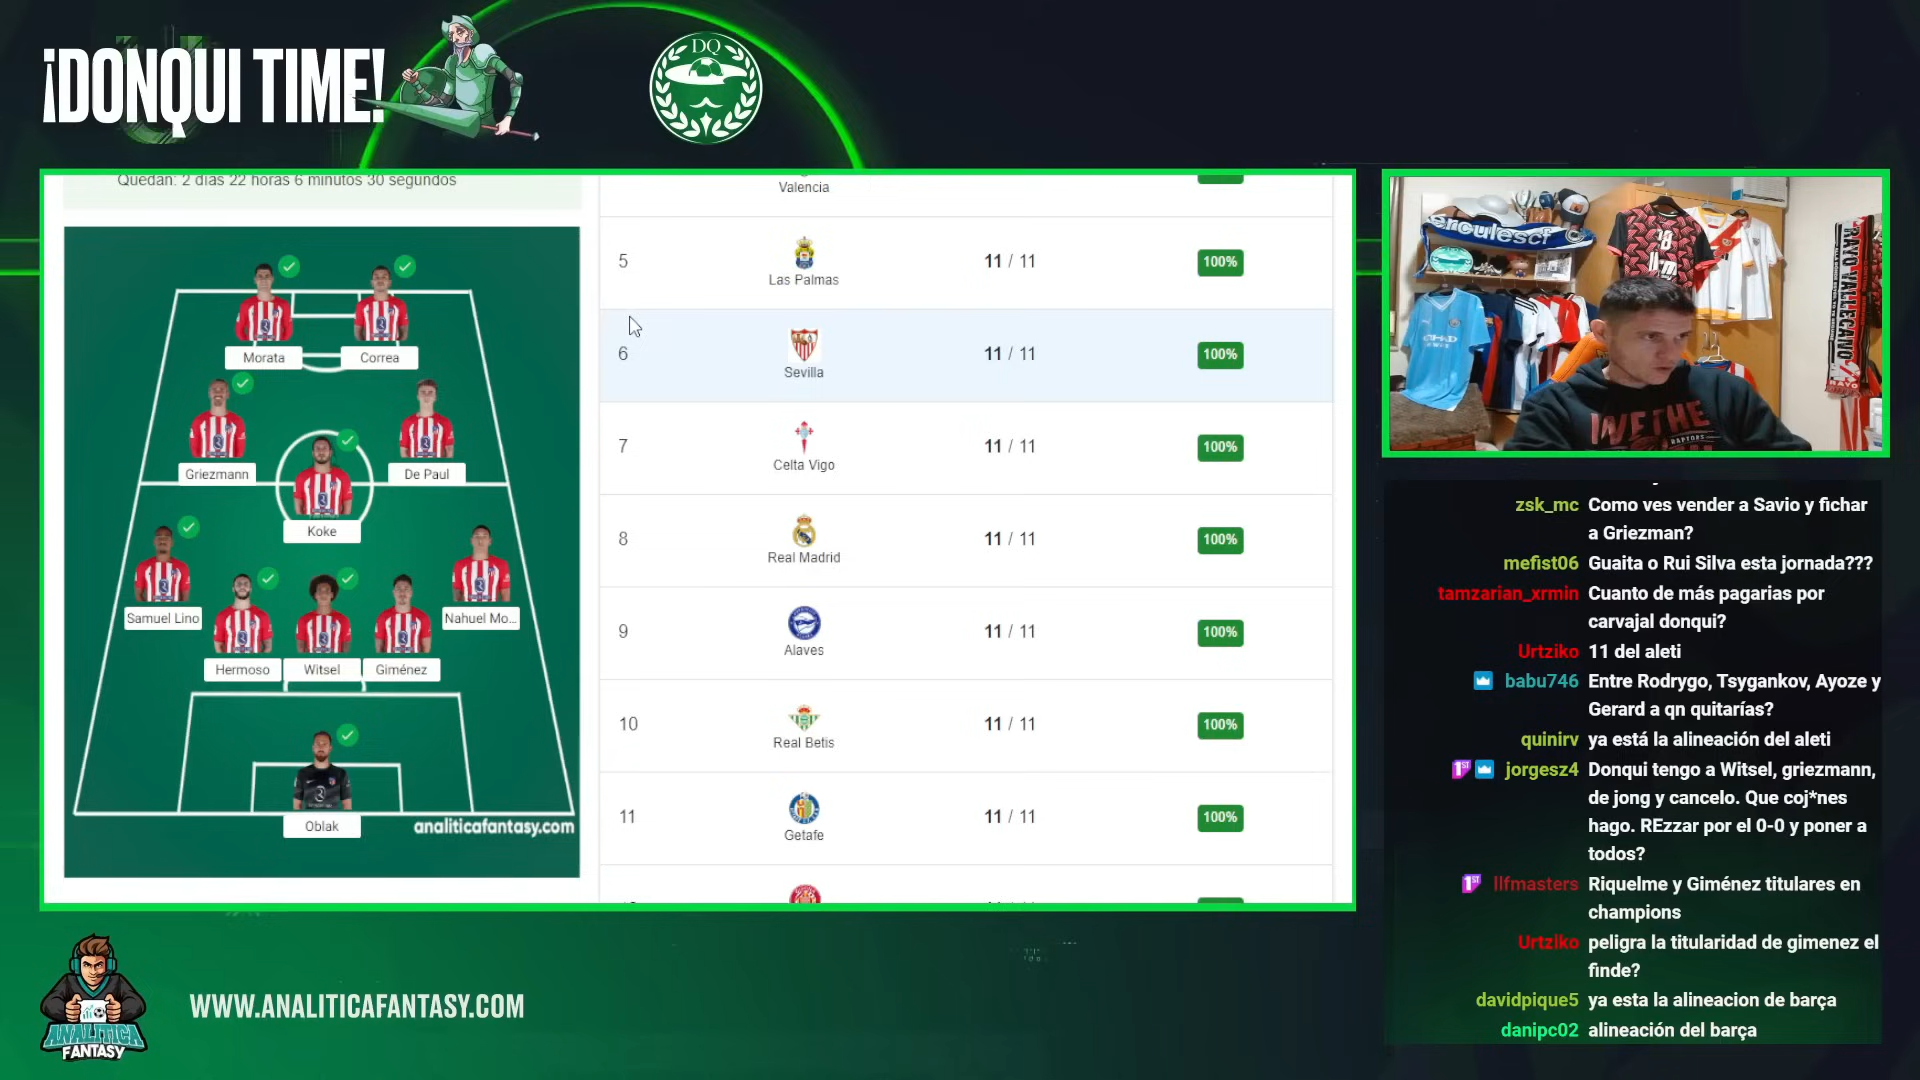 ¡DONQUI TIME!
DQ
Quedan: 2 días 22 horas 6 minutos 30 segundos
Morata
Correa
Griezmann
De Paul
Koke
Samuel Lino
Nahuel Mo...
Hermoso
Witsel
Giménez
Oblak
analiticafantasy.com
Valencia
5
Las Palmas
11 / 11
100%
6
Sevilla
11 / 11
100%
7
Celta Vigo
11 / 11
100%
8
Real Madrid
11 / 11
100%
9
Alaves
11 / 11
100%
10
Real Betis
11 / 11
100%
11
Getafe
11 / 11
100%
erculescf
18
RAYO VALLECANO
RAYO
WE THE
RAPTORS
zsk_mc Como ves vender a Savio y fichar
a Griezman?
mefist06 Guaita o Rui Silva esta jornada???
tamzarian_xrmin Cuanto de más pagarias por
carvajal donqui?
Urtziko 11 del aleti
babu746 Entre Rodrygo, Tsygankov, Ayoze y
Gerard a qn quitarías?
quinirv ya está la alineación del aleti
1ST jorgesz4 Donqui tengo a Witsel, griezmann,
de jong y cancelo. Que coj*nes
hago. REzzar por el 0-0 y poner a
todos?
1ST llfmasters Riquelme y Giménez titulares en
champions
Urtziko peligra la titularidad de gimenez el
finde?
davidpique5 ya esta la alineacion de barça
danipc02 alineación del barça
ANALITICA
FANTASY
WWW.ANALITICAFANTASY.COM